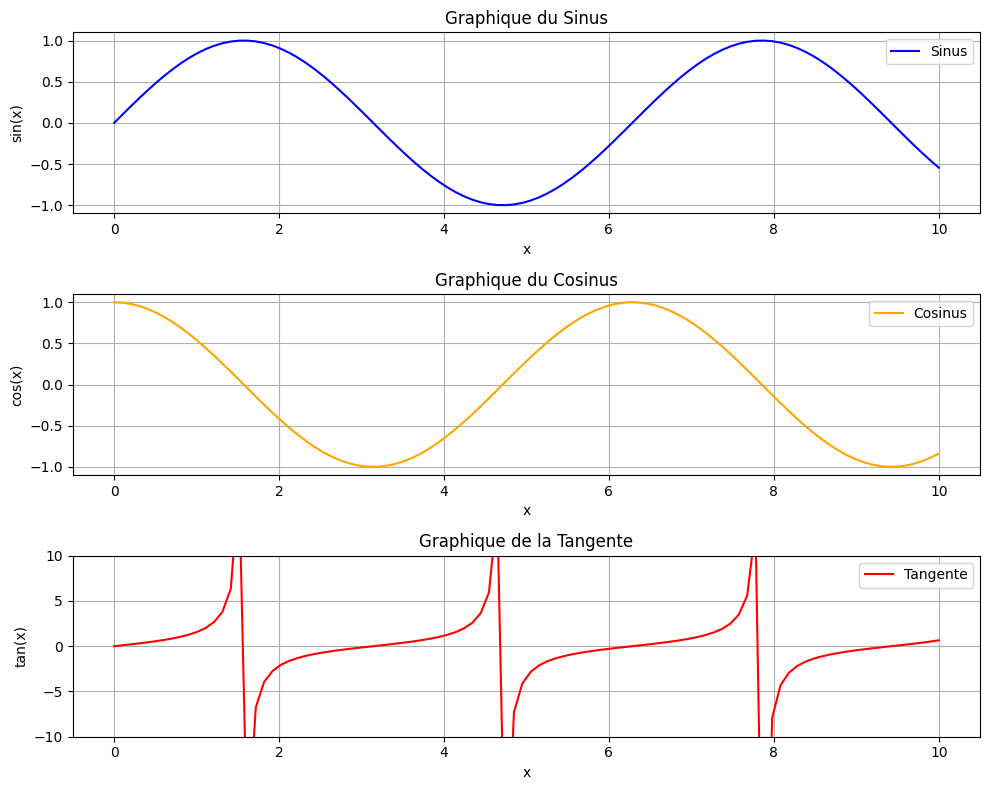 Graphique du Sinus
1.0
0.5
0.0
−0.5
−1.0
sin(x)
Sinus
0 2 4 6 8 10
x
Graphique du Cosinus
1.0
0.5
0.0
−0.5
−1.0
cos(x)
Cosinus
0 2 4 6 8 10
x
Graphique de la Tangente
10
5
0
−5
−10
tan(x)
Tangente
0 2 4 6 8 10
x